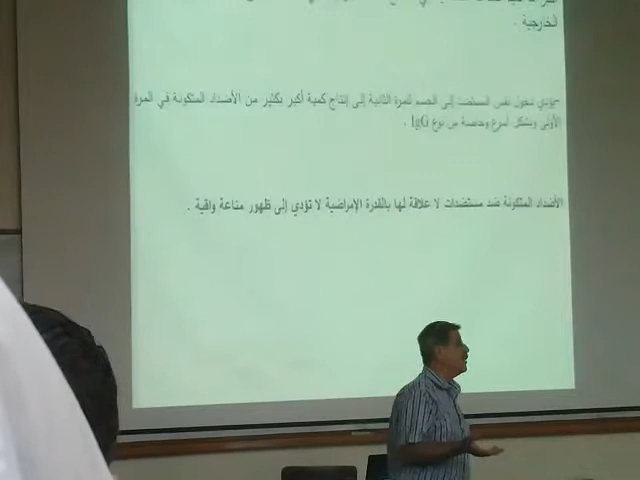 الخارجية .
-يؤدي دخول نفس المستضد إلى الجسم للمرة الثانية إلى إنتاج كمية أكبر بكثير من الأضداد المتكونة في المرة
الأولى وبشكل أسرع وخاصة من نوع IgG .
الأضداد المتكونة ضد مستضدات لا علاقة لها بالقدرة الإمراضية لا تؤدي إلى ظهور مناعة واقية .